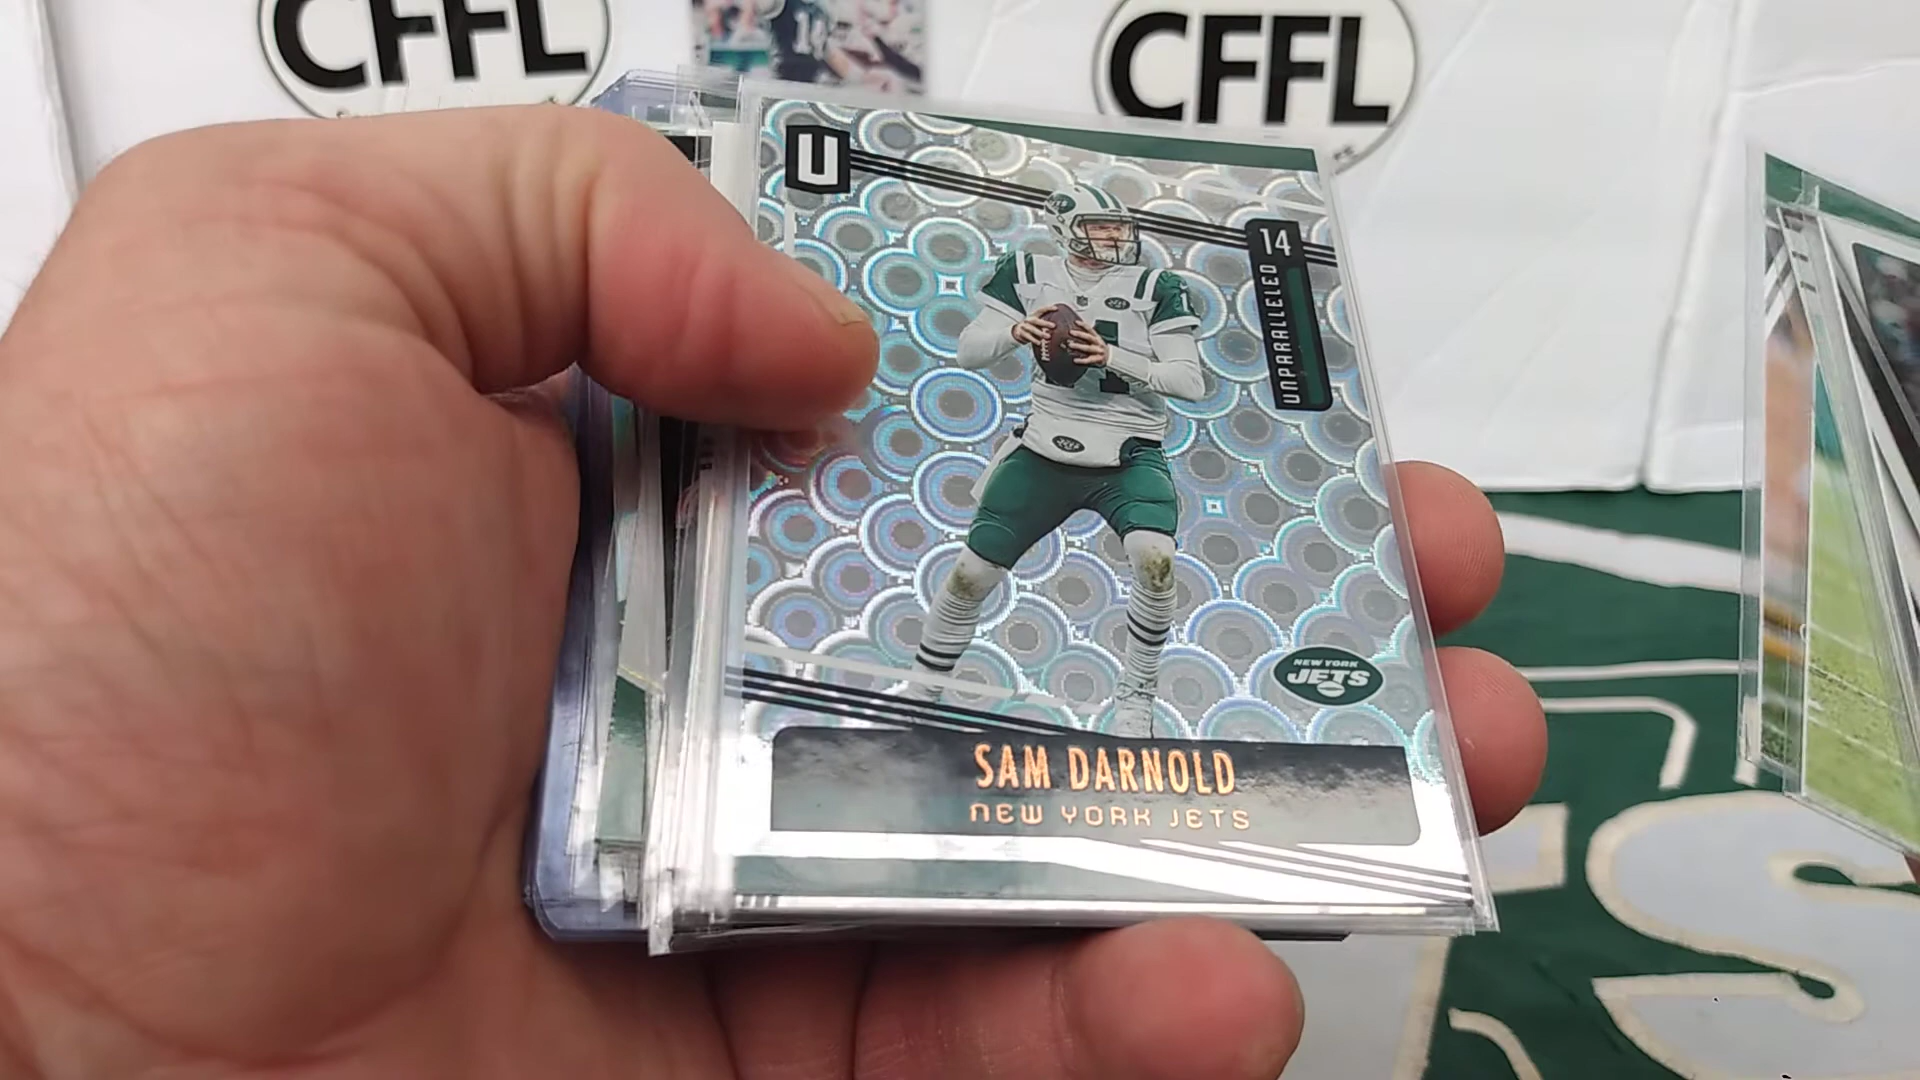 CFFL
CFFL
U
14
UNPARALLELED
NEW YORK
JETS
SAM DARNOLD
NEW YORK JETS